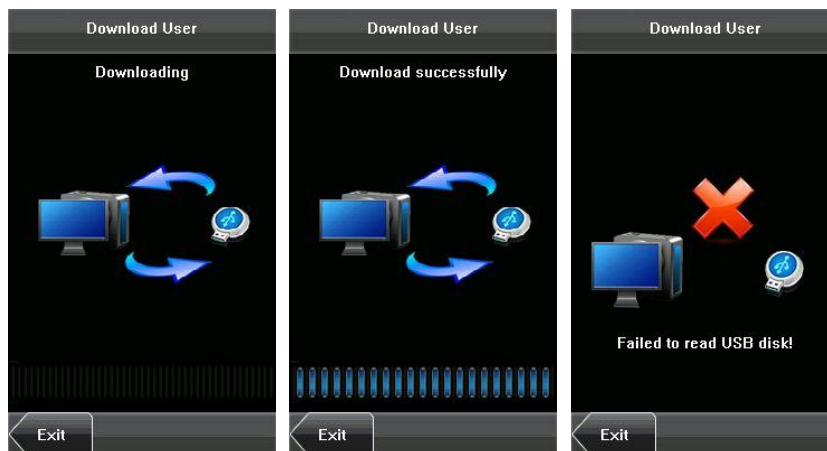 Download User
Downloading
Exit
Download User
Download successfully
Exit
Download User
Failed to read USB disk!
Exit